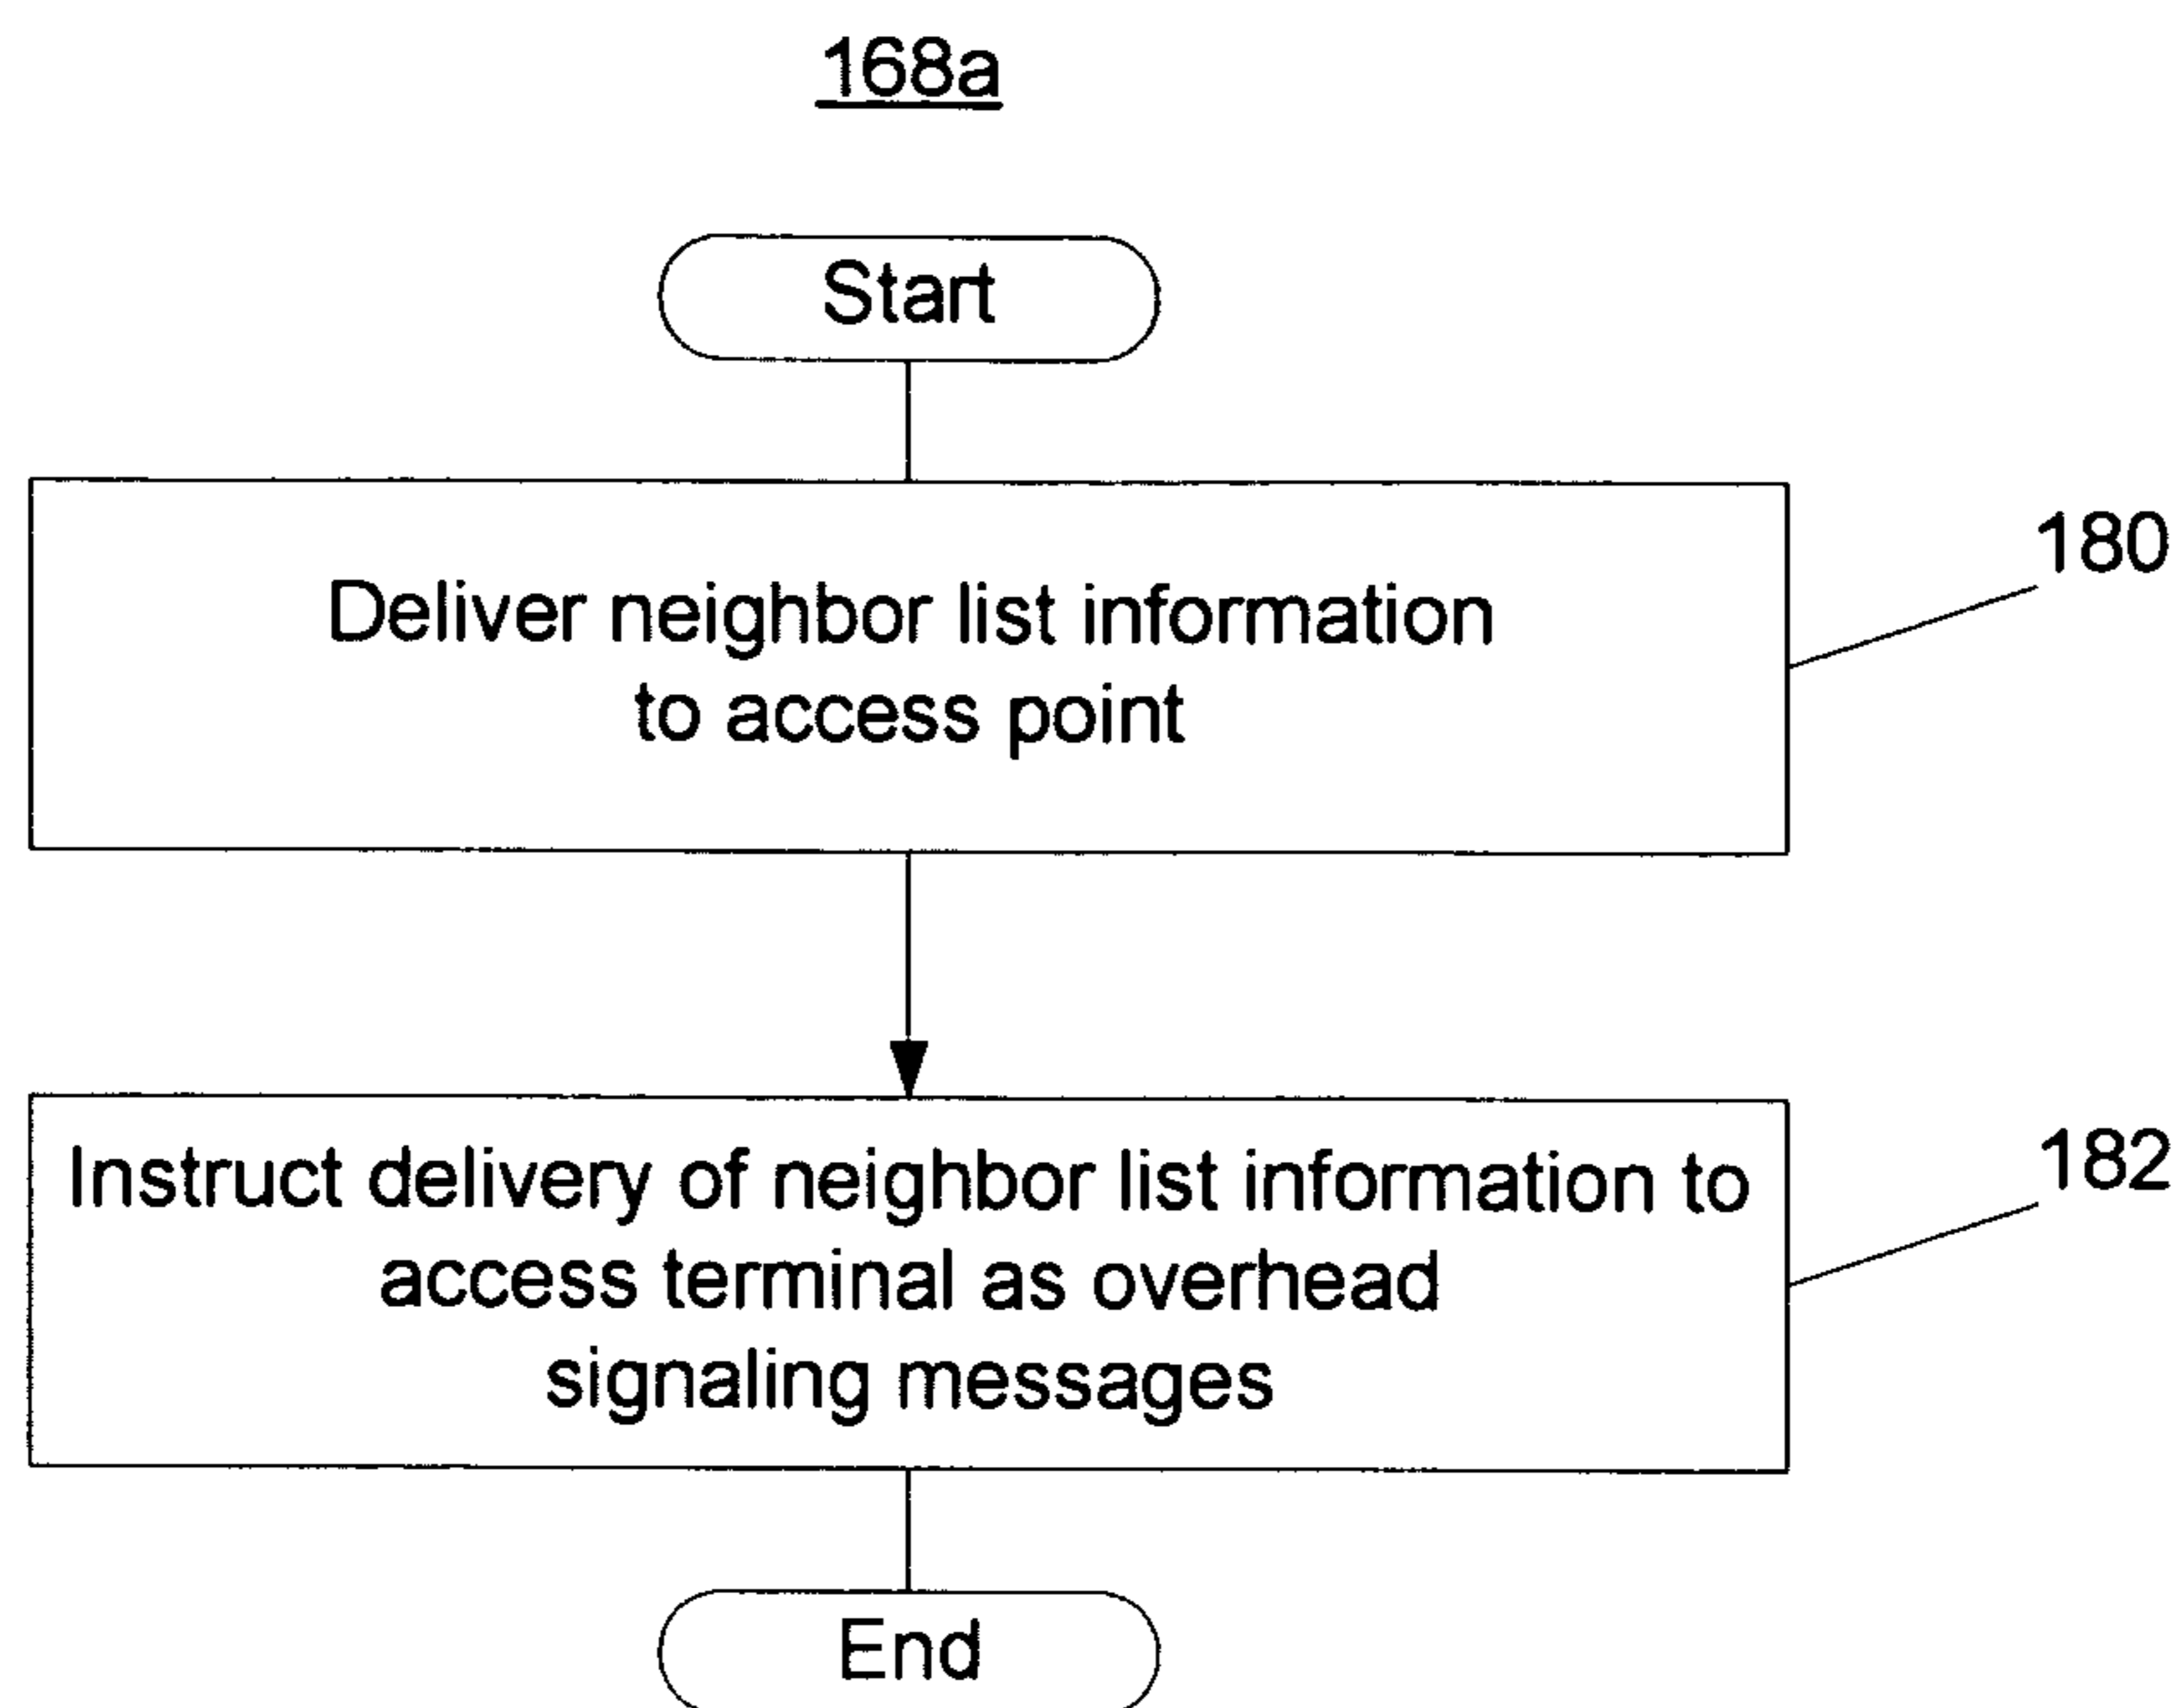 168a
Start
Deliver neighbor list information
to access point
180
Instruct delivery of neighbor list information to
access terminal as overhead
signaling messages
182
End